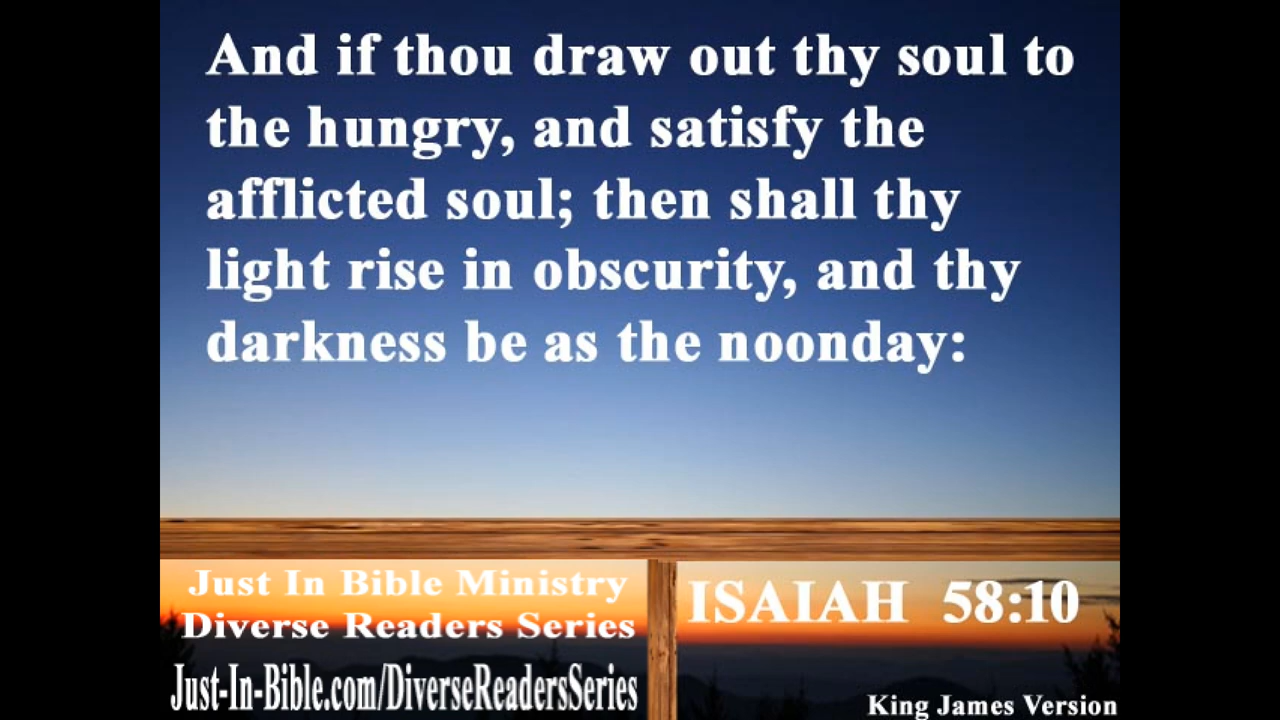 And if thou draw out thy soul to
the hungry, and satisfy the
afflicted soul; then shall thy
light rise in obscurity, and thy
darkness be as the noonday:
Just In Bible Ministry
Diverse Readers Series
Just-In-Bible.com/DiverseReadersSeries
ISAIAH 58:10
King James Version